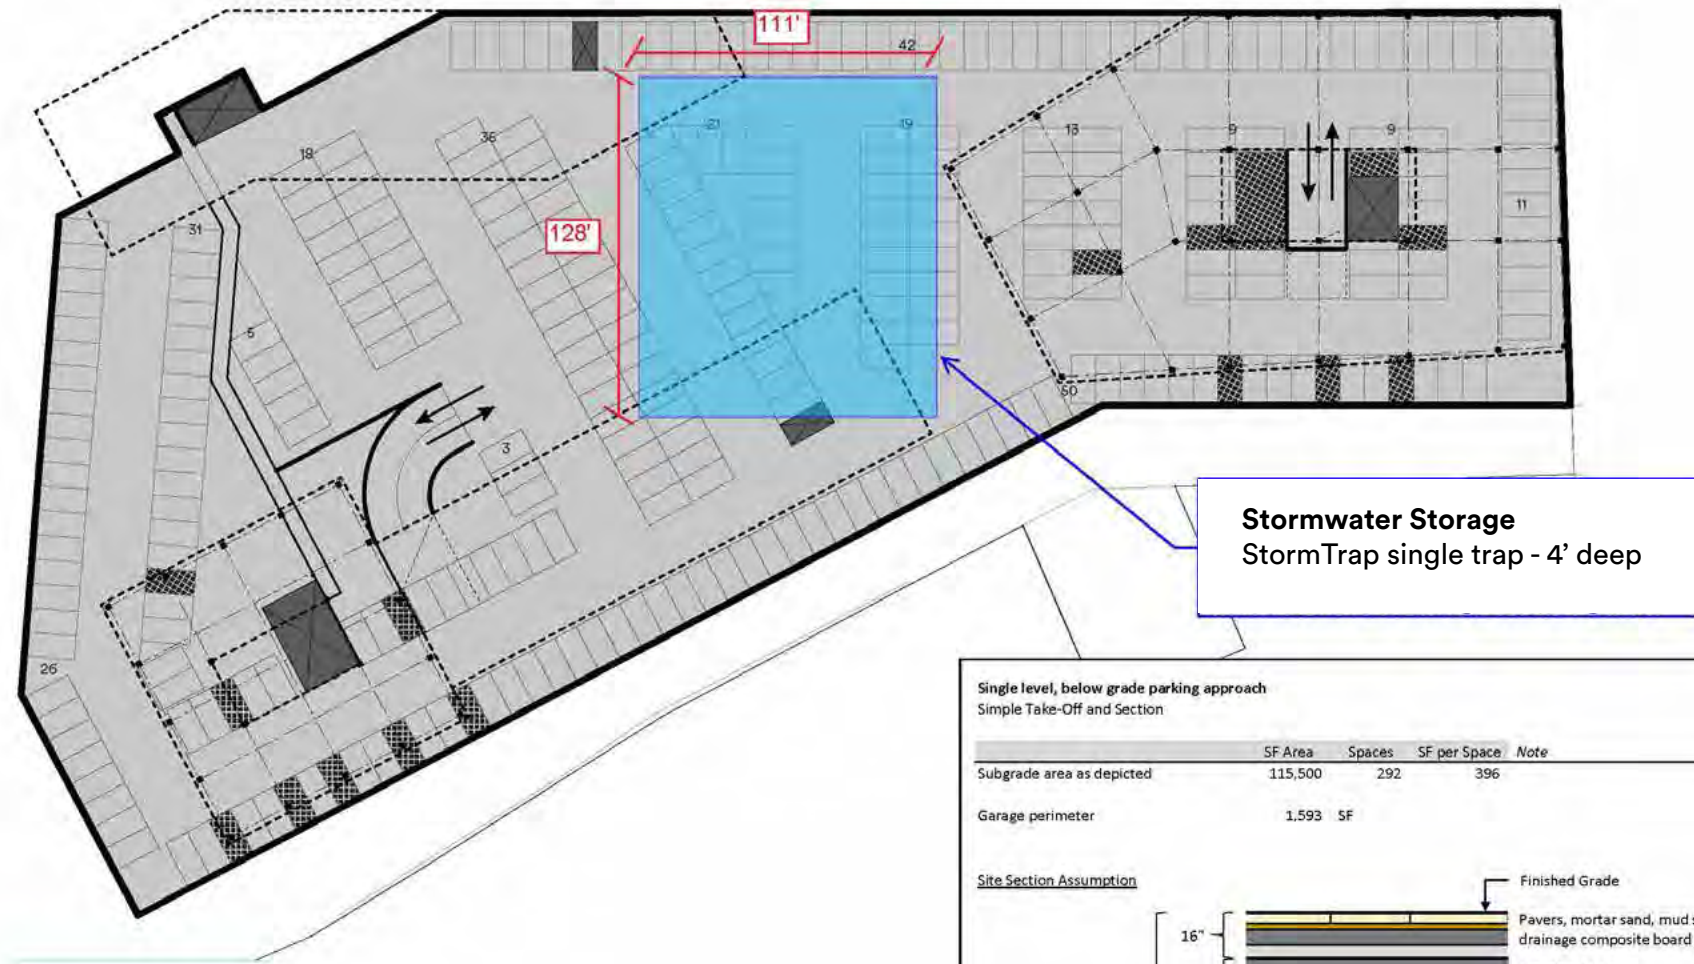 111'
42
36
21
19
13
9
9
18
11
128'
31
5
50
3
26
Stormwater Storage
StormTrap single trap - 4’ deep
Single level, below grade parking approach
Simple Take-Off and Section
SF Area Spaces SF per Space Note
Subgrade area as depicted 115,500 292 396
Garage perimeter 1,593 SF
Site Section Assumption
Finished Grade
16"
Pavers, mortar sand, mud
drainage composite board